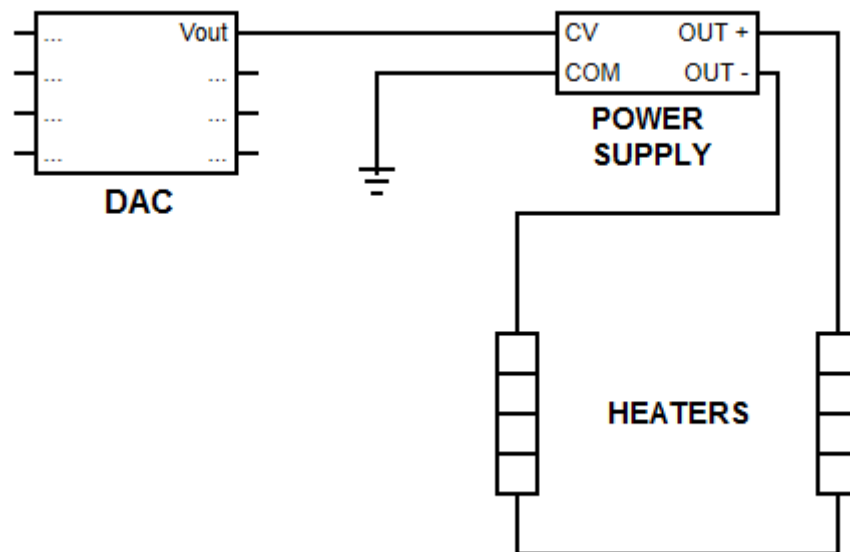 ... Vout
... ...
... ...
... ...
DAC
CV OUT +
COM OUT -
POWER
SUPPLY
HEATERS